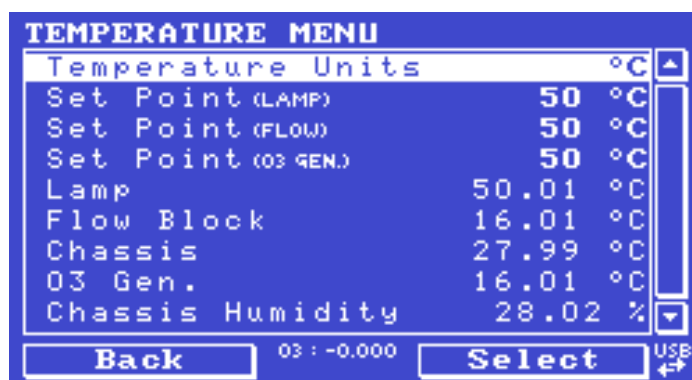 TEMPERATURE MENU
Temperature Units °C
Set Point (LAMP) 50 °C
Set Point (FLOW) 50 °C
Set Point (O3 GEN.) 50 °C
Lamp 50.01 °C
Flow Block 16.01 °C
Chassis 27.99 °C
O3 Gen. 16.01 °C
Chassis Humidity 28.02 %
Back O3 : -0.000 Select USB